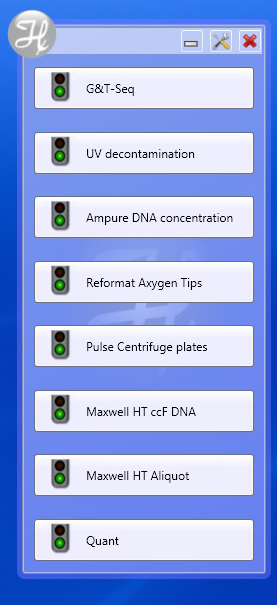 H
G&T-Seq
UV decontamination
Ampure DNA concentration
Reformat Axygen Tips
Pulse Centrifuge plates
Maxwell HT ccF DNA
Maxwell HT Aliquot
Quant